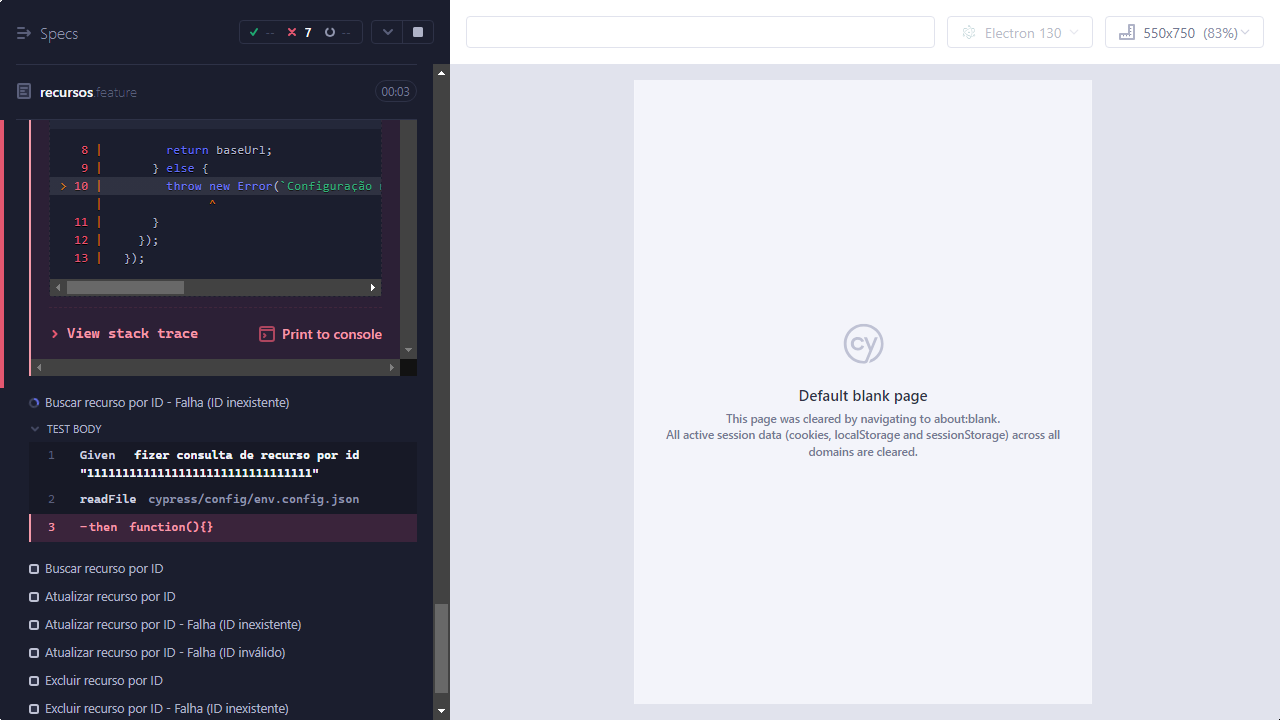 Specs
--
7
--
recursos.feature
00:03
8 | return baseUrl;
9 | } else {
> 10 | throw new Error(`Configuração
| ^
11 | }
12 | });
13 | });
View stack trace
Print to console
Buscar recurso por ID - Falha (ID inexistente)
TEST BODY
1 Given fizer consulta de recurso por id
2 readFile cypress/config/env.config.json
3 -then function(){}
Buscar recurso por ID
Atualizar recurso por ID
Atualizar recurso por ID - Falha (ID inexistente)
Atualizar recurso por ID - Falha (ID inválido)
Excluir recurso por ID
Excluir recurso por ID - Falha (ID inexistente)
Electron 130
550x750 (83%)
cy
Default blank page
This page was cleared by navigating to about:blank.
All active session data (cookies, localStorage and sessionStorage) across all
domains are cleared.